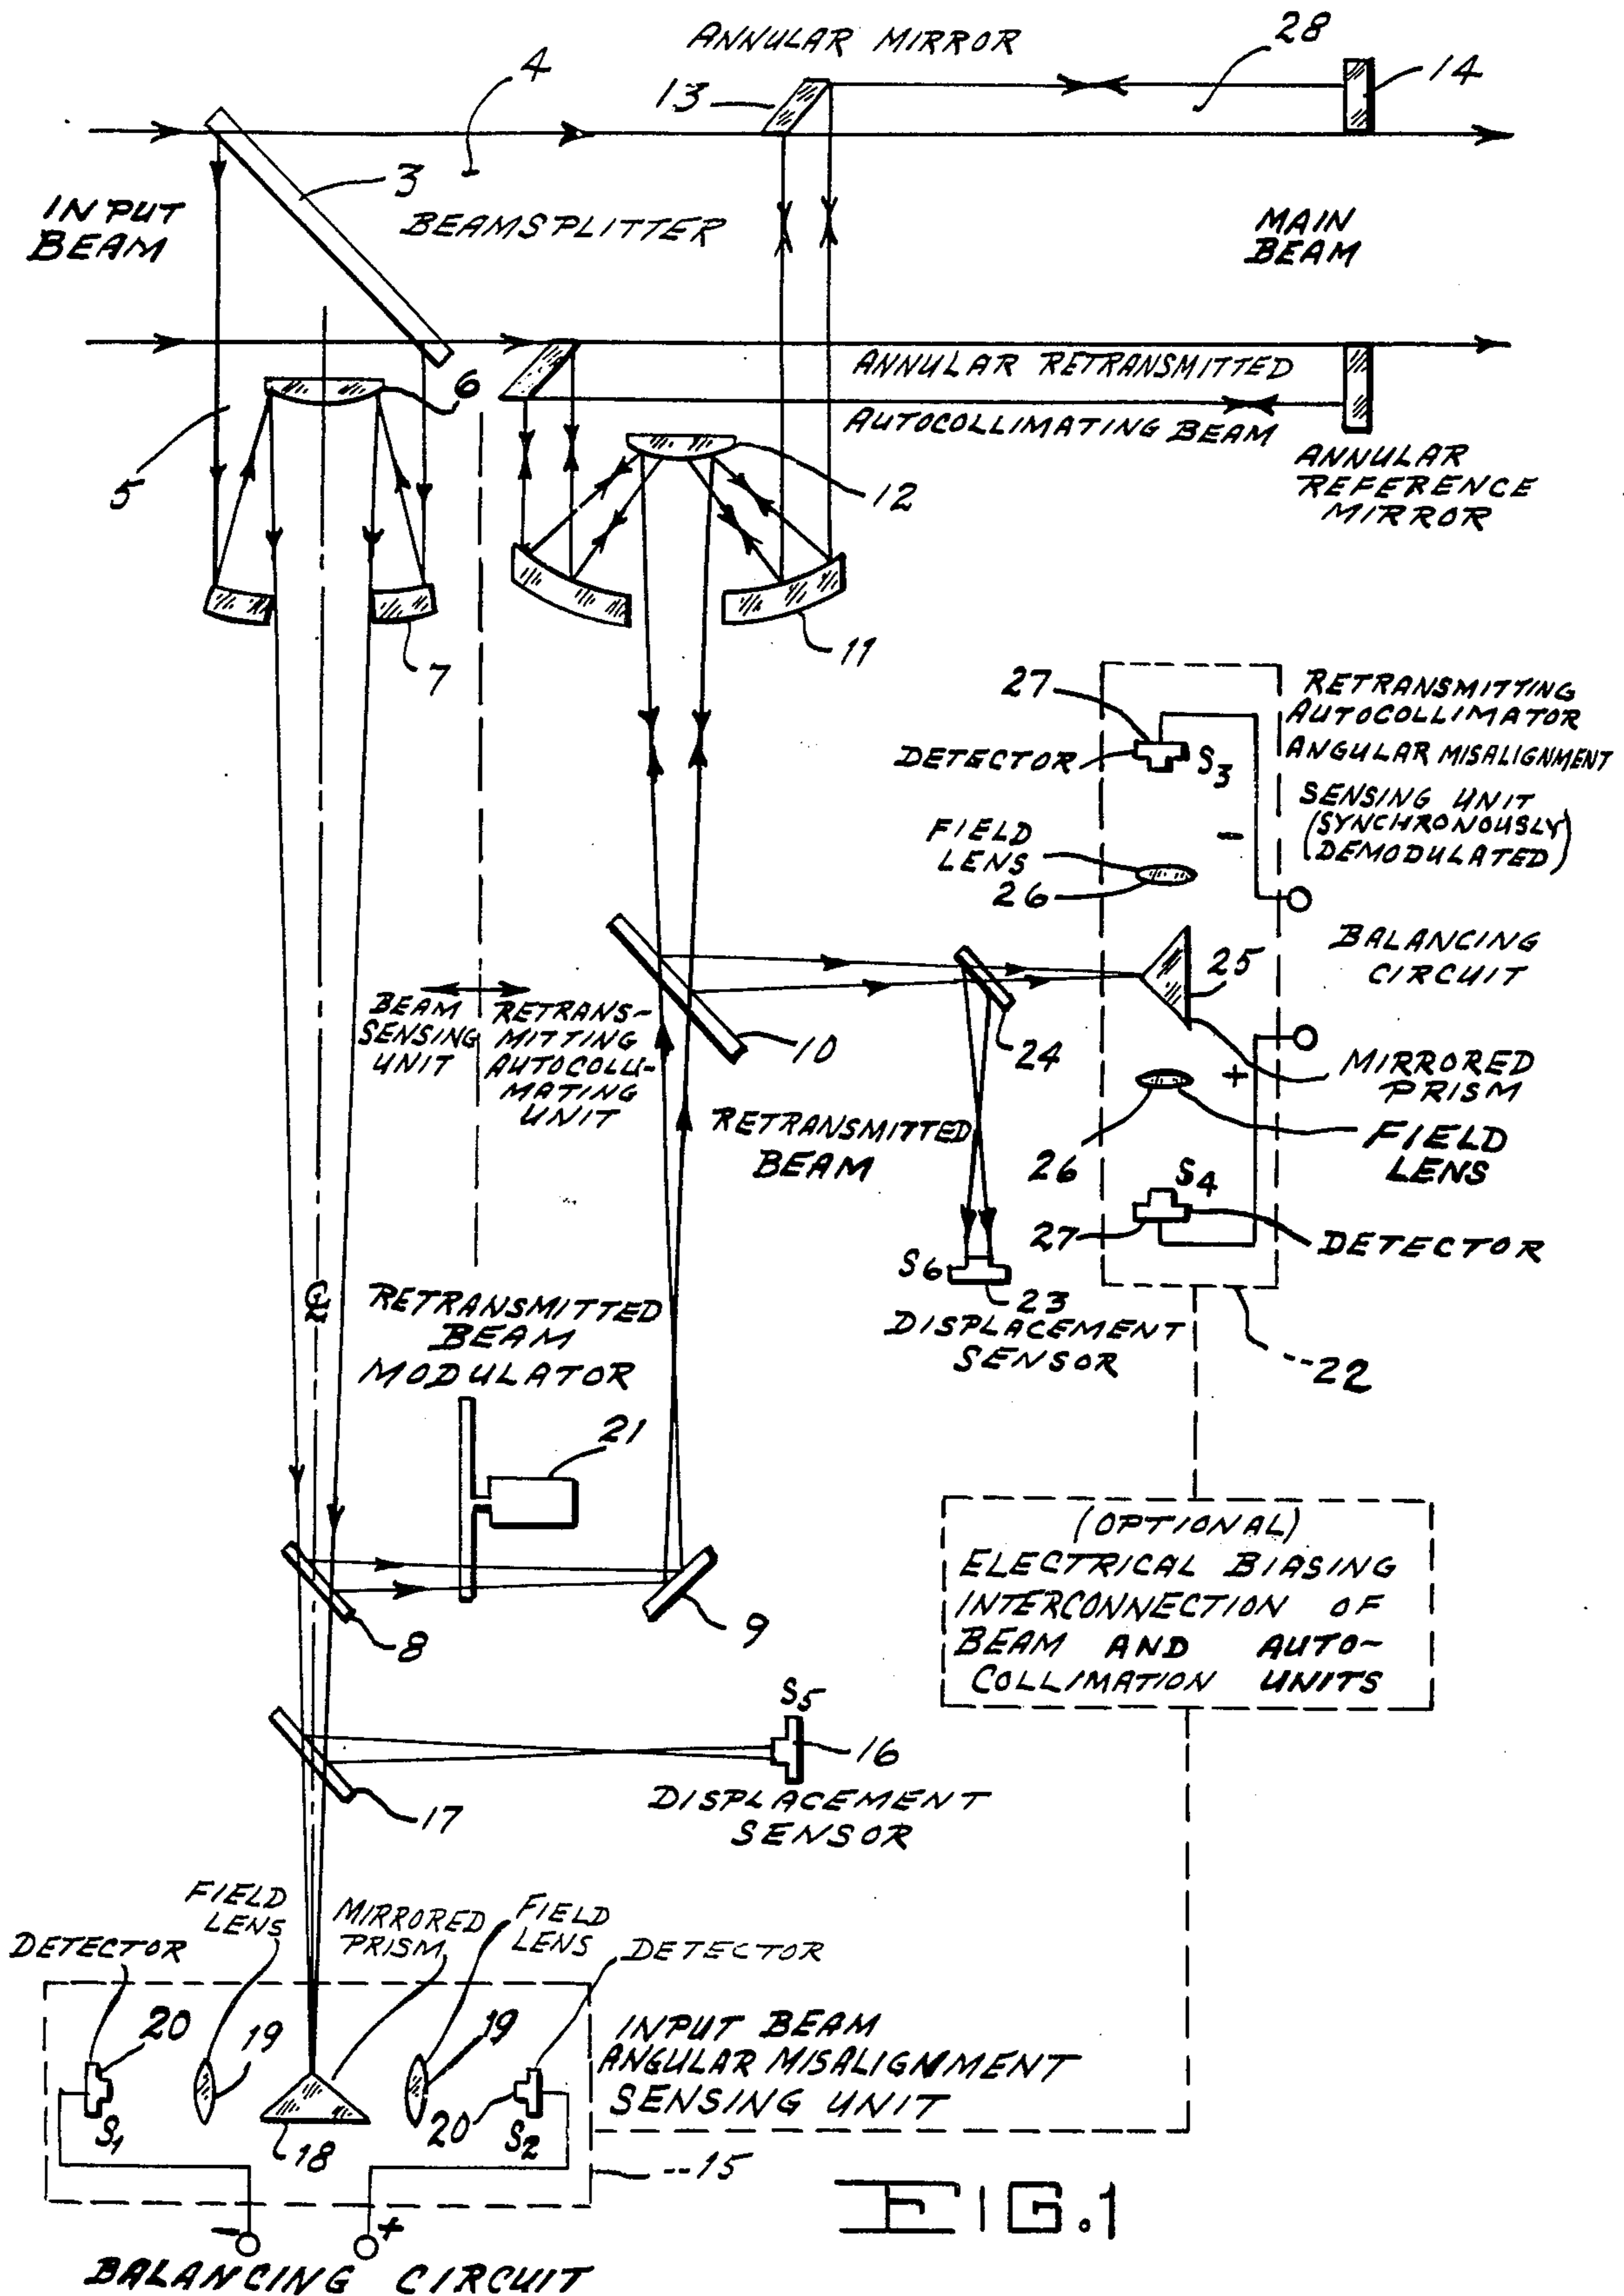 ANNULAR MIRROR
28
4
13
14
3
INPUT
BEAM
BEAMSPLITTER
MAIN
BEAM
ANNULAR RETRANSMITTED
AUTOCOLLIMATING BEAM
6
5
12
ANNULAR
REFERENCE
MIRROR
7
11
27
DETECTOR
S3
RETRANSMITTING
AUTOCOLLIMATOR
ANGULAR MISALIGNMENT
SENSING UNIT
(SYNCHRONOUSLY)
(DEMODULATED)
FIELD
LENS
26
-
BALANCING
CIRCUIT
25
BEAM
SENSING
UNIT
RETRANS-
MITTING
AUTOCOLLI-
MATING
UNIT
10
24
MIRRORED
PRISM
+
RETRANSMITTED
BEAM
26
FIELD
LENS
S4
27
DETECTOR
S6
23
DISPLACEMENT
SENSOR
22
CL
RETRANSMITTED
BEAM
MODULATOR
21
8
9
(OPTIONAL)
ELECTRICAL BIASING
INTERCONNECTION OF
BEAM AND AUTO-
COLLIMATION UNITS
S5
16
17
DISPLACEMENT
SENSOR
FIELD
LENS
MIRRORED
PRISM
FIELD
LENS
DETECTOR
DETECTOR
20
19
19
20
S1
18
S2
INPUT BEAM
ANGULAR MISALIGNMENT
SENSING UNIT
15
- +
BALANCING CIRCUIT
FIG.1